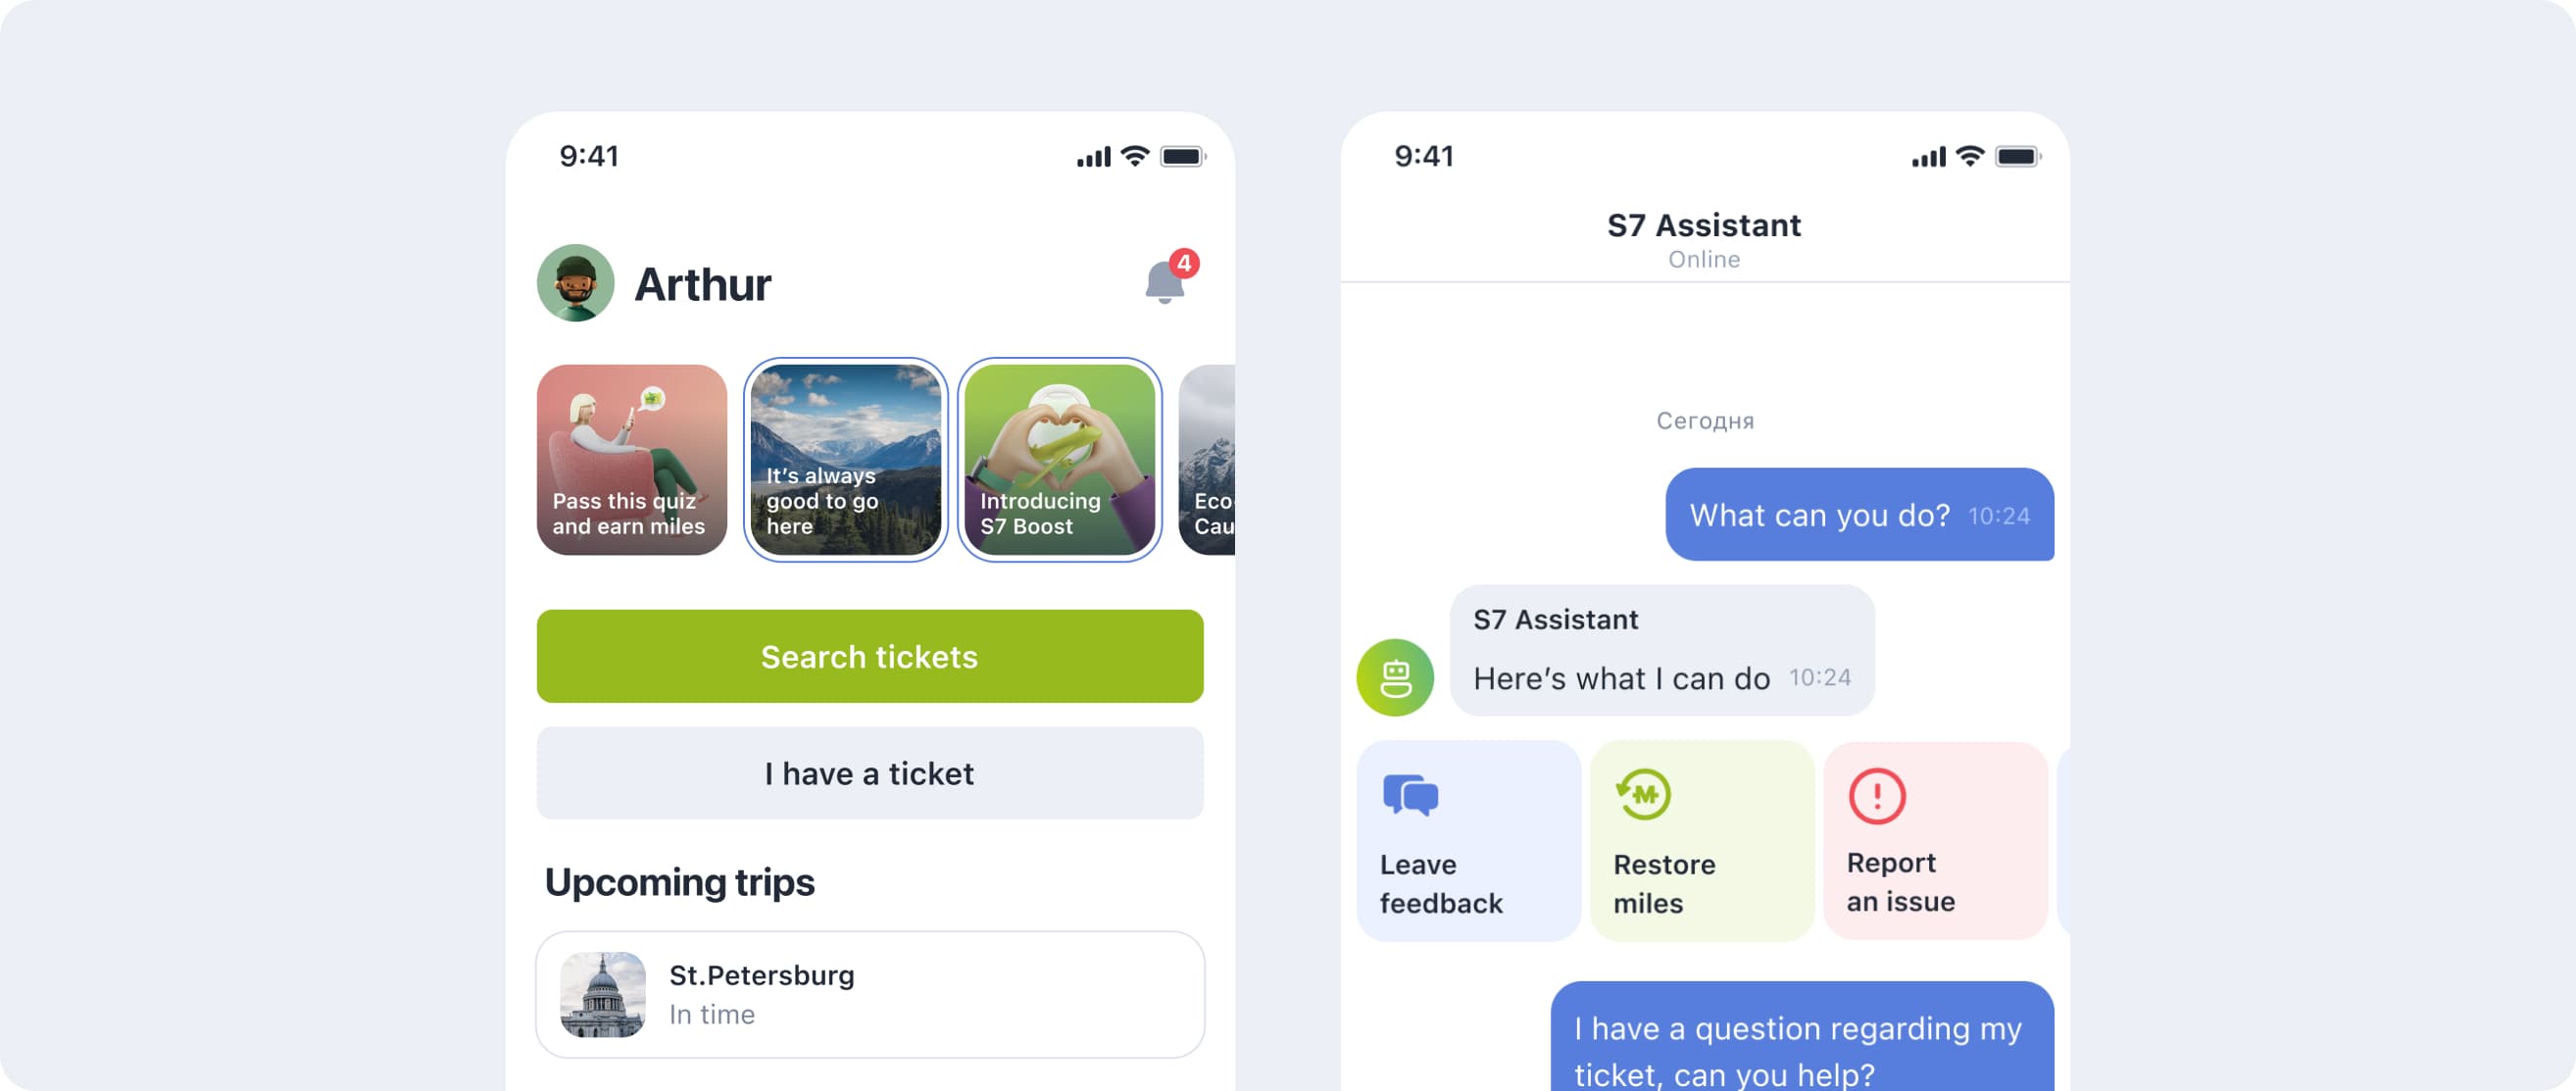 9:41
Arthur
4
Pass this quiz
and earn miles
It’s always
good to go
here
Introducing
S7 Boost
Eco
Cau
Search tickets
I have a ticket
Upcoming trips
St.Petersburg
In time
9:41
S7 Assistant
Online
Сегодня
What can you do? 10:24
S7 Assistant
Here’s what I can do 10:24
Leave
feedback
Restore
miles
Report
an issue
I have a question regarding my
ticket, can you help?